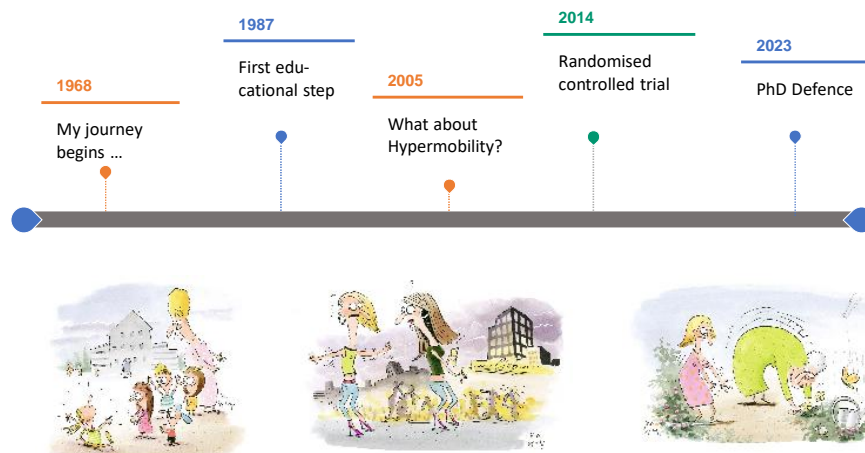 1968
My journey
begins ...
1987
First edu-
cational step
2005
What about
Hypermobility?
2014
Randomised
controlled trial
2023
PhD Defence